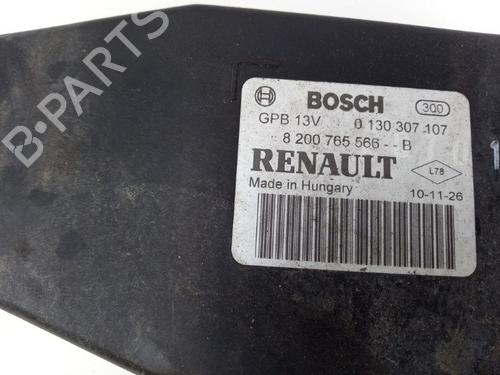 B-PARTS
BOSCH 300
GPB 13V 0 130 307 107
8 200 765 566 -- B
RENAULT
L78
Made in Hungary 10-11-26